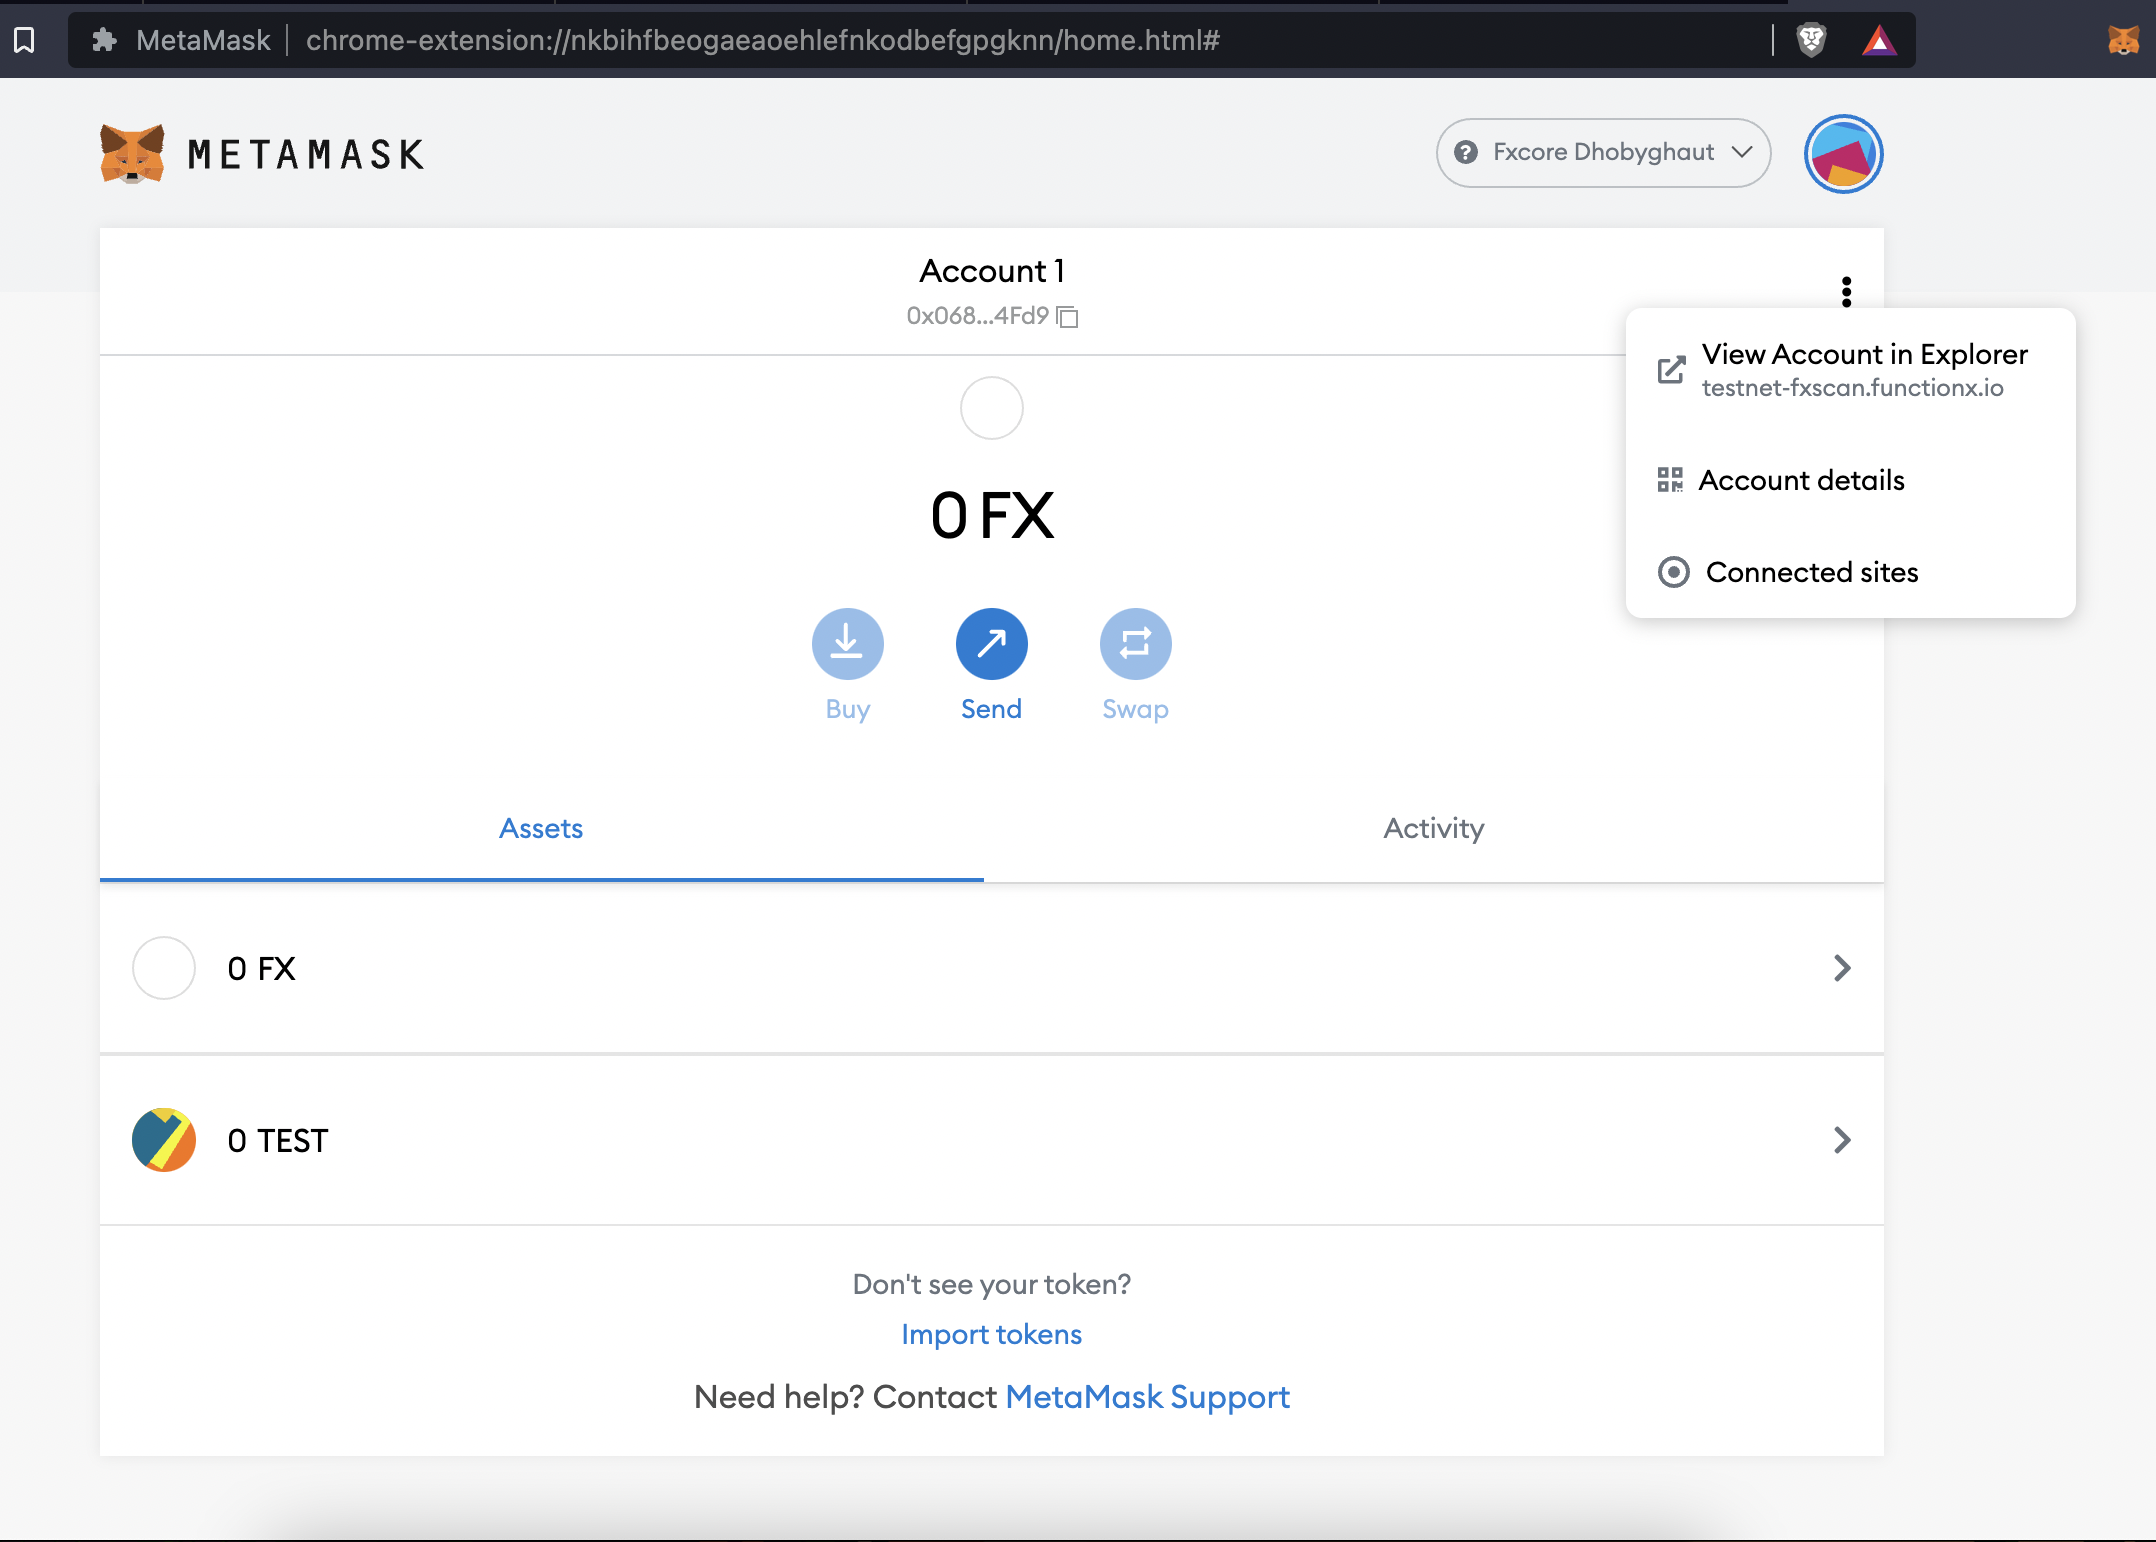 MetaMask chrome-extension://nkbihfbeogaeaoehlefnkodbefgpgknn/home.html#
METAMASK
Fxcore Dhobyghaut
Account 1
0x068...4Fd9
View Account in Explorer
testnet-fxscan.functionx.io
Account details
Connected sites
0 FX
Buy
Send
Swap
Assets
Activity
0 FX
0 TEST
Don't see your token?
Import tokens
Need help? Contact MetaMask Support